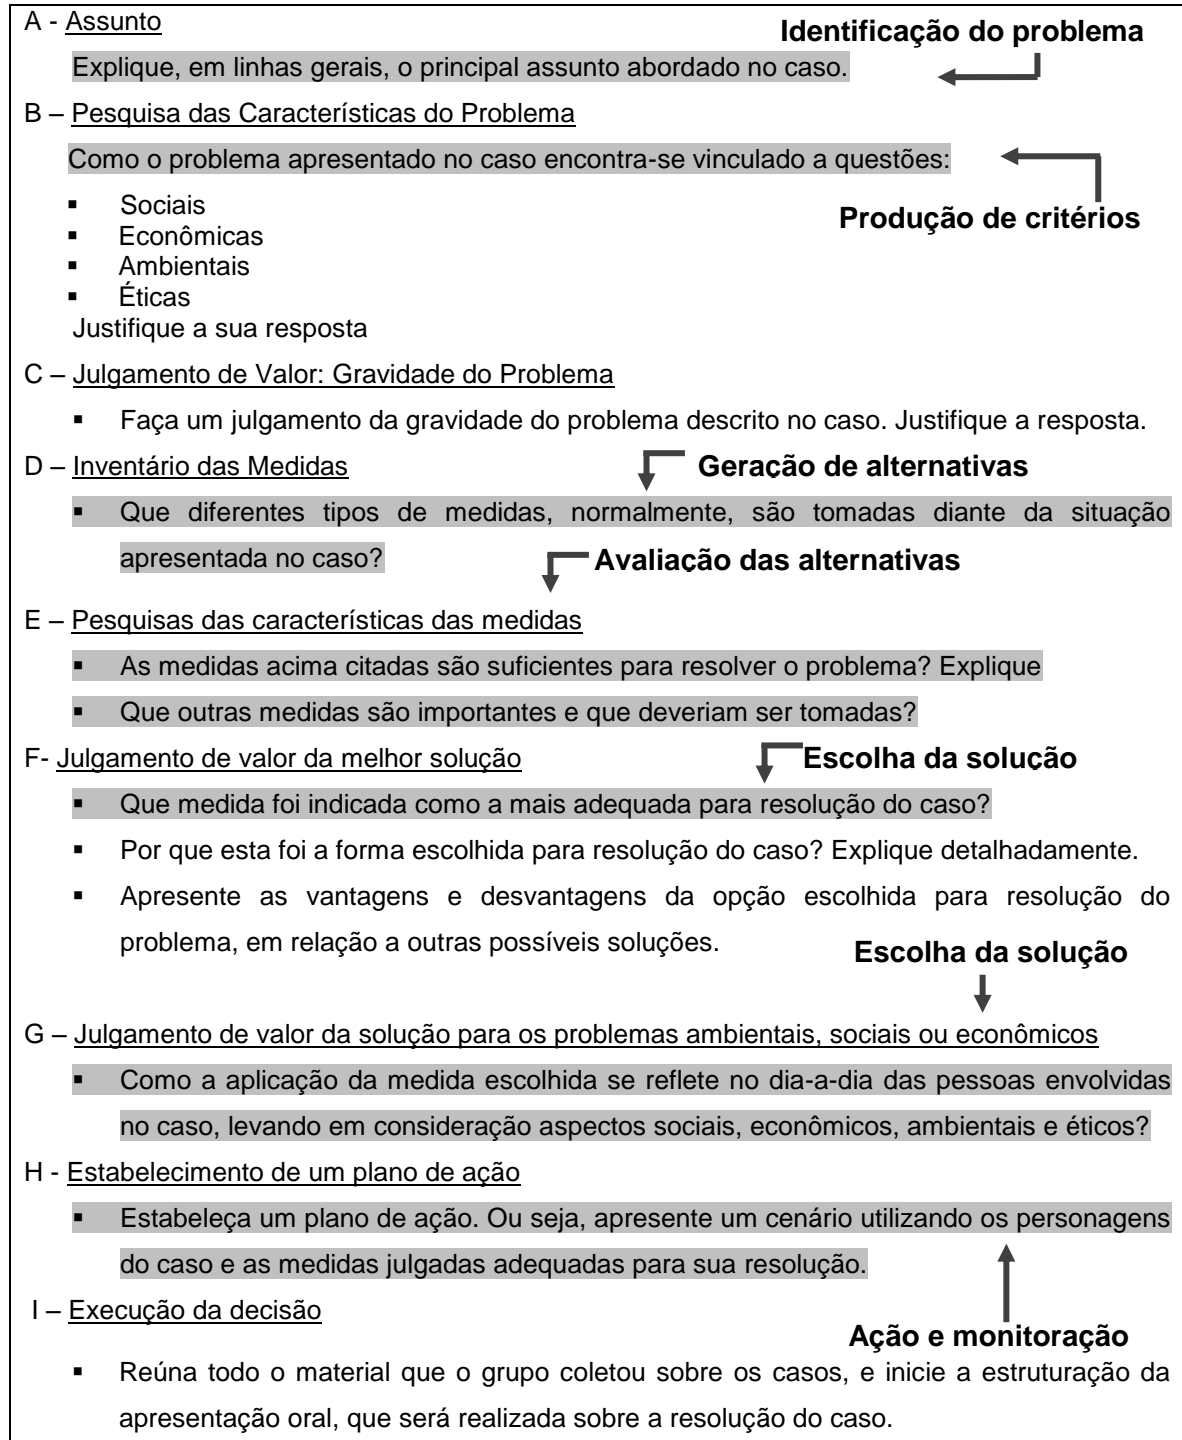 A - Assunto
Identificação do problema
Explique, em linhas gerais, o principal assunto abordado no caso.
B – Pesquisa das Características do Problema
Como o problema apresentado no caso encontra-se vinculado a questões:
▪ Sociais
Produção de critérios
▪ Econômicas
▪ Ambientais
▪ Éticas
Justifique a sua resposta
C – Julgamento de Valor: Gravidade do Problema
▪ Faça um julgamento da gravidade do problema descrito no caso. Justifique a resposta.
D – Inventário das Medidas
Geração de alternativas
▪ Que diferentes tipos de medidas, normalmente, são tomadas diante da situação
apresentada no caso?
Avaliação das alternativas
E – Pesquisas das características das medidas
▪ As medidas acima citadas são suficientes para resolver o problema? Explique
▪ Que outras medidas são importantes e que deveriam ser tomadas?
F- Julgamento de valor da melhor solução
Escolha da solução
▪ Que medida foi indicada como a mais adequada para resolução do caso?
▪ Por que esta foi a forma escolhida para resolução do caso? Explique detalhadamente.
▪ Apresente as vantagens e desvantagens da opção escolhida para resolução do
problema, em relação a outras possíveis soluções.
Escolha da solução
G – Julgamento de valor da solução para os problemas ambientais, sociais ou econômicos
▪ Como a aplicação da medida escolhida se reflete no dia-a-dia das pessoas envolvidas
no caso, levando em consideração aspectos sociais, econômicos, ambientais e éticos?
H - Estabelecimento de um plano de ação
▪ Estabeleça um plano de ação. Ou seja, apresente um cenário utilizando os personagens
do caso e as medidas julgadas adequadas para sua resolução.
I – Execução da decisão
Ação e monitoração
▪ Reúna todo o material que o grupo coletou sobre os casos, e inicie a estruturação da
apresentação oral, que será realizada sobre a resolução do caso.